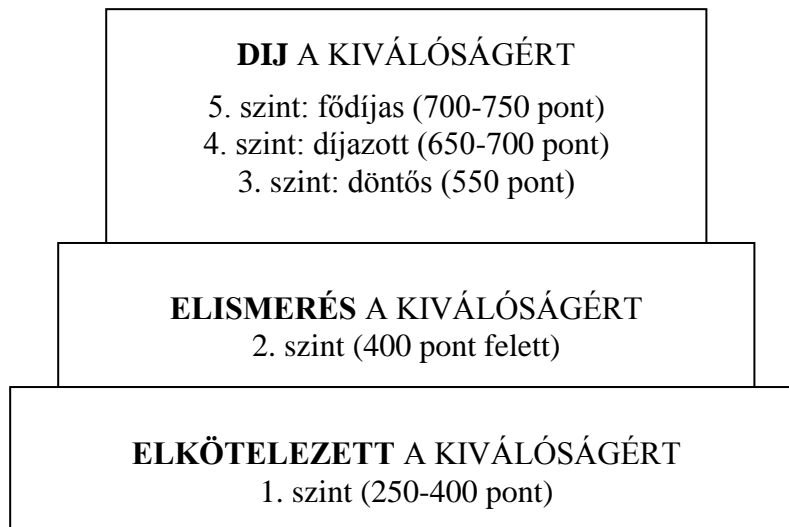 DIJ A KIVÁLÓSÁGÉRT
5. szint: fődíjas (700-750 pont)
4. szint: díjazott (650-700 pont)
3. szint: döntős (550 pont)
ELISMERÉS A KIVÁLÓSÁGÉRT
2. szint (400 pont felett)
ELKÖTELEZETT A KIVÁLÓSÁGÉRT
1. szint (250-400 pont)